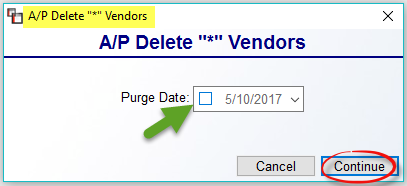 A/P Delete "*" Vendors
A/P Delete "*" Vendors
Purge Date: 5/10/2017
Cancel Continue